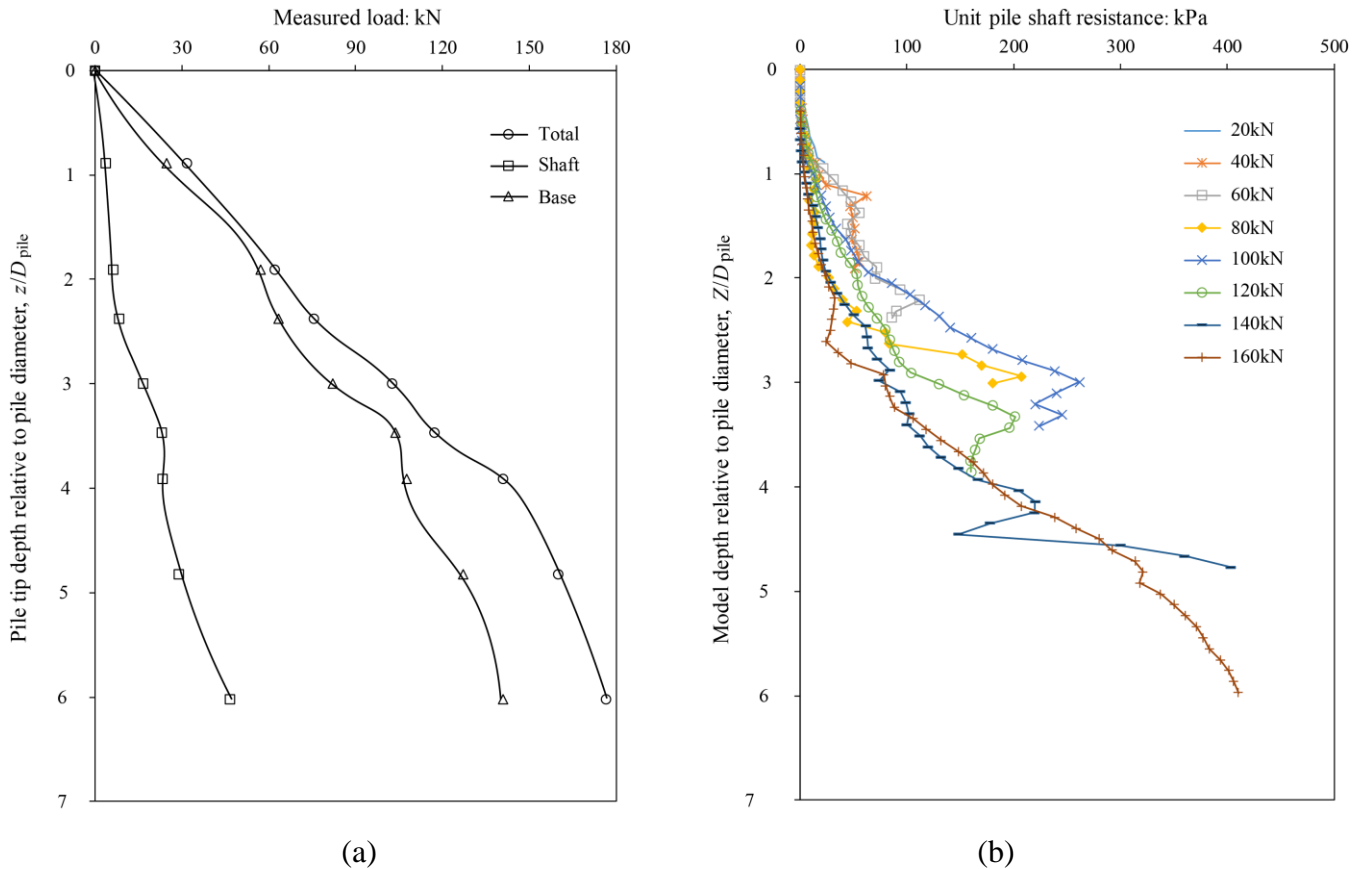 Measured load: kN
0 30 60 90 120 150 180
0
1
2
3
4
5
6
7
Pile tip depth relative to pile diameter, z/D pile
Total
Shaft
Base
(a)
Unit pile shaft resistance: kPa
0 100 200 300 400 500
0
1
2
3
4
5
6
7
Model depth relative to pile diameter, Z/D pile
20kN
40kN
60kN
80kN
100kN
120kN
140kN
160kN
(b)